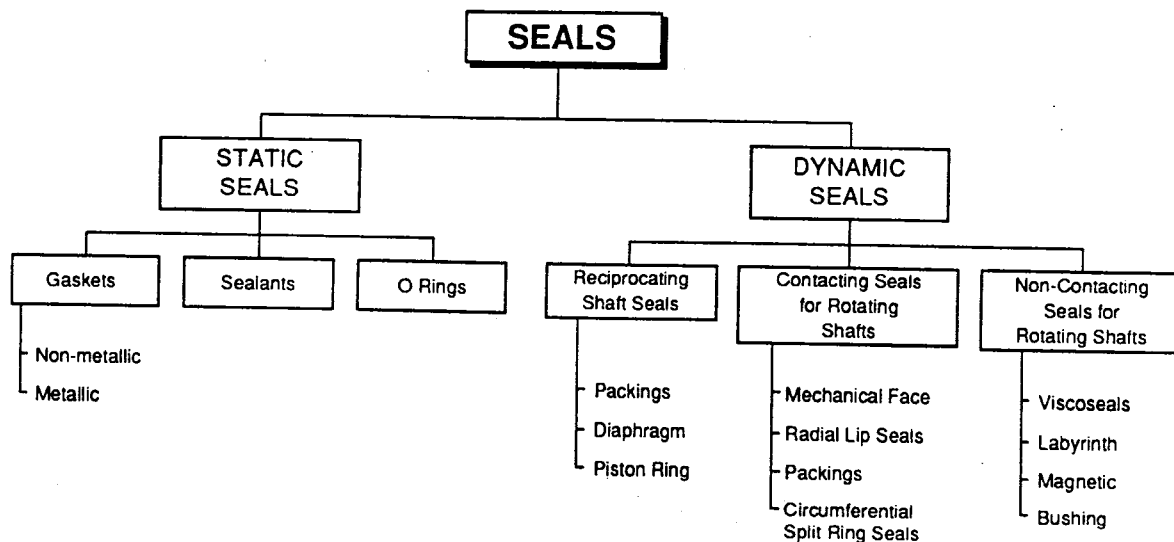 SEALS
STATIC
SEALS
DYNAMIC
SEALS
Gaskets
Sealants
O Rings
Reciprocating
Shaft Seals
Contacting Seals
for Rotating
Shafts
Non-Contacting
Seals for
Rotating Shafts
Non-metallic
Metallic
Packings
Diaphragm
Piston Ring
Mechanical Face
Radial Lip Seals
Packings
Circumferential
Split Ring Seals
Viscoseals
Labyrinth
Magnetic
Bushing